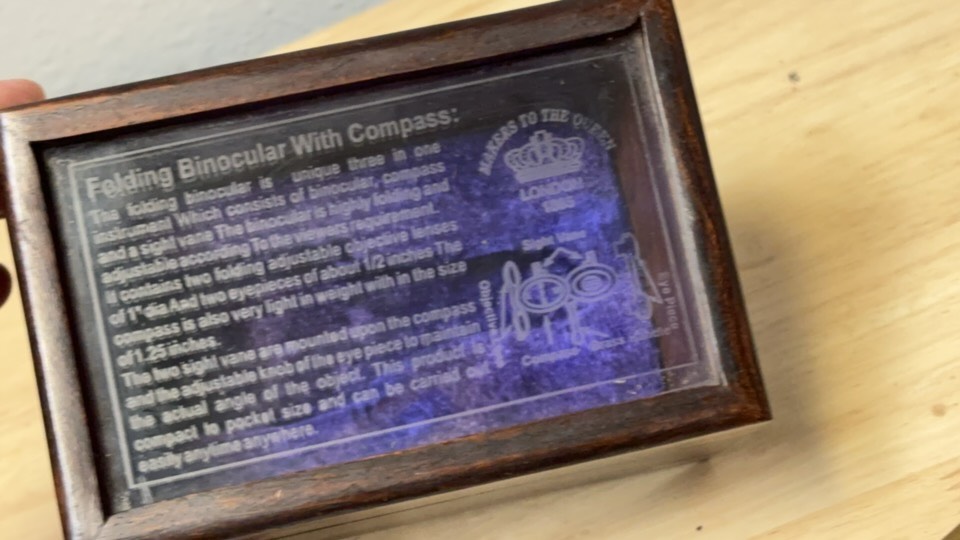 Folding Binocular With Compass:
The folding binocular is unique three in one
instrument Which consists of binocular, compass
and a sight vane The binocular is highly folding and
adjustable according To the viewers requirement.
It contains two folding adjustable objective lenses
of 1" dia.And two eyepieces of about 1/2 inches The
compass is also very light in weight with in the size
of 1.25 inches.
The two sight vane are mounted upon the compass
and the adjustable knob of the eye piece to maintain
the actual angle of the object. This product is
compact to pocket size and can be carried out
easily anytime anywhere.
MAKERS TO THE QUEEN
LONDON
Eye Piece